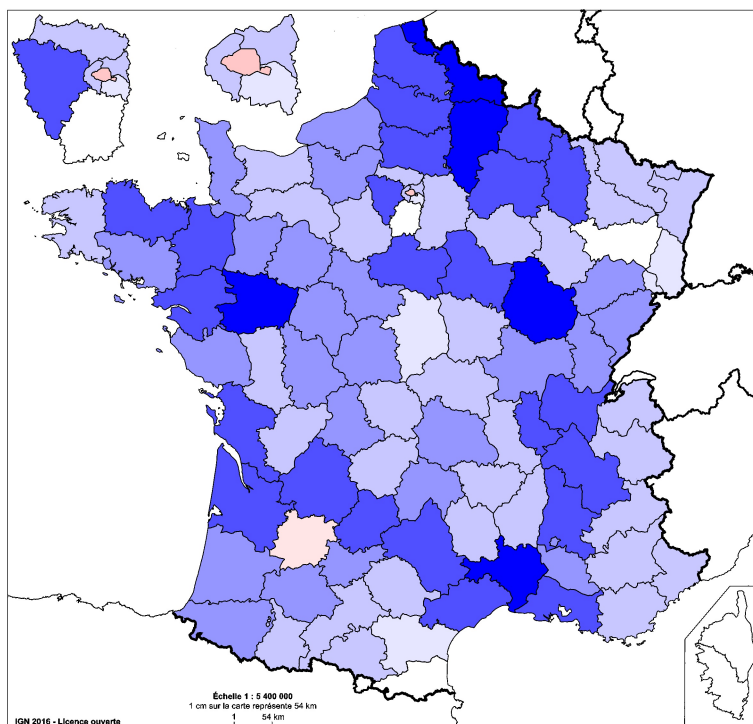 Échelle 1 : 5 400 000
1 cm sur la carte représente 54 km
1 54 km
IGN 2016 - Licence ouverte